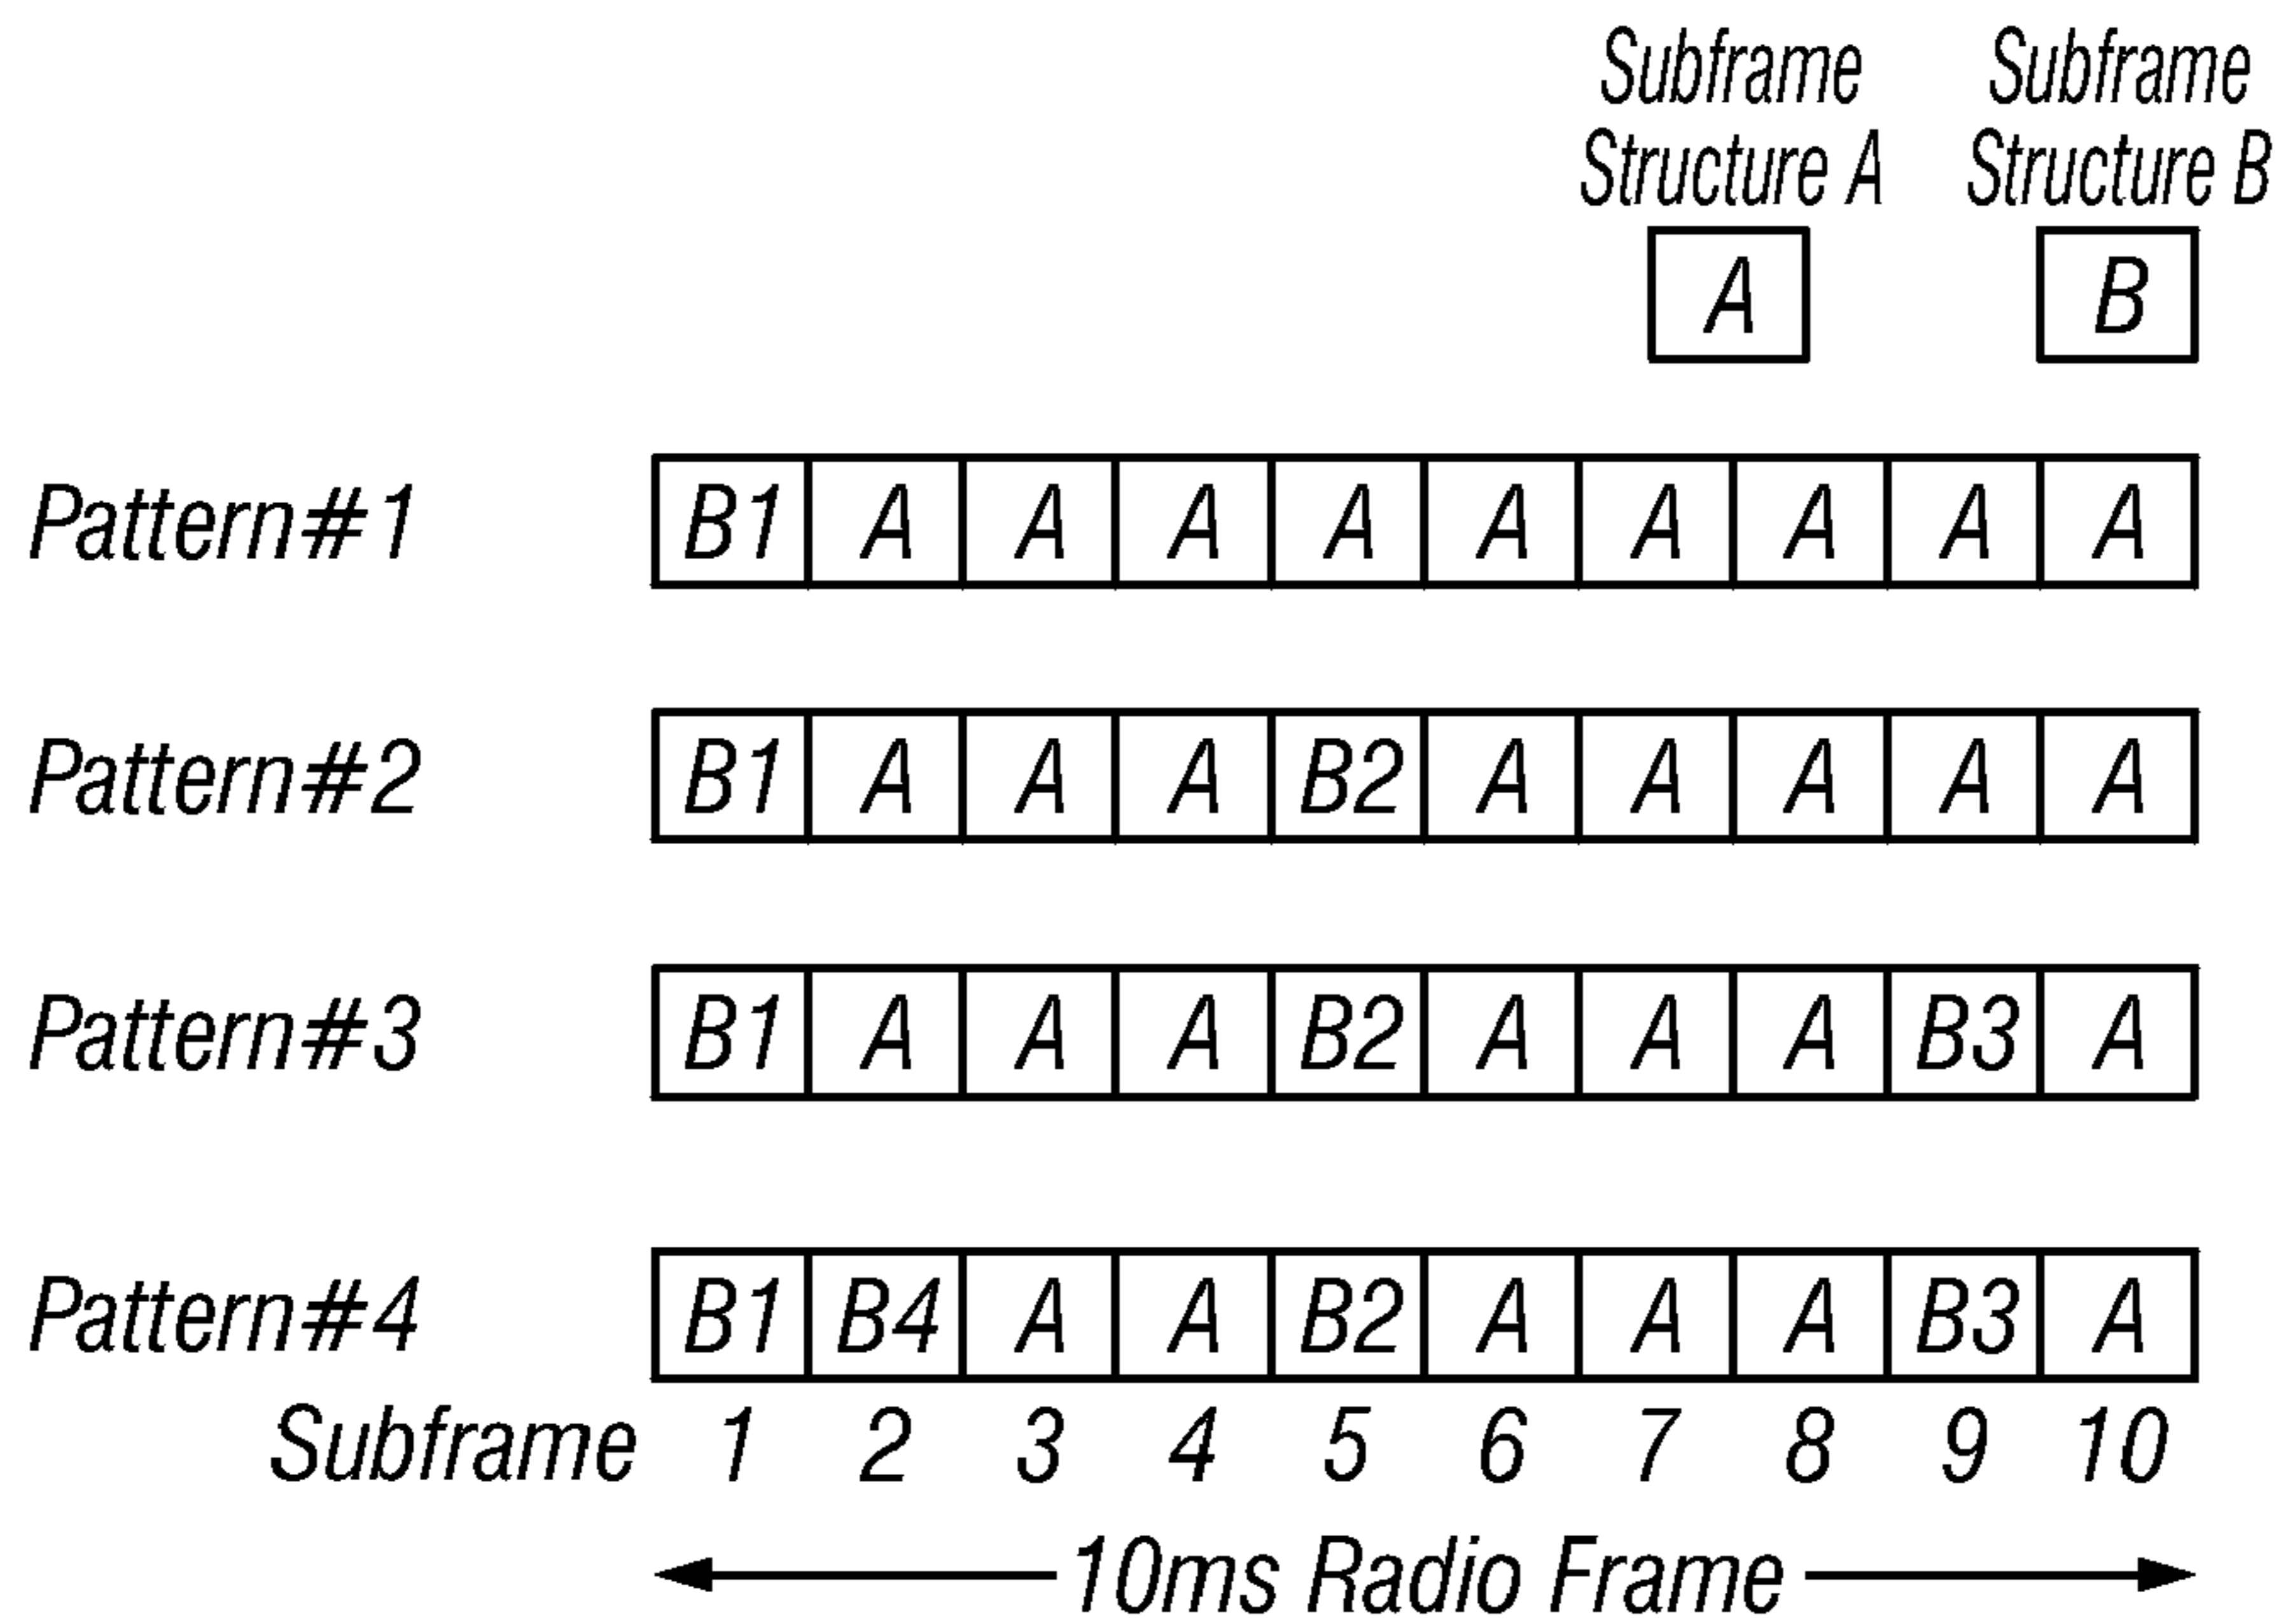 Subframe Structure A
Subframe Structure B
A
B
Pattern#1 B1 A A A A A A A A A
Pattern#2 B1 A A A B2 A A A A A
Pattern#3 B1 A A A B2 A A A B3 A
Pattern#4 B1 B4 A A B2 A A A B3 A
Subframe 1 2 3 4 5 6 7 8 9 10
10ms Radio Frame